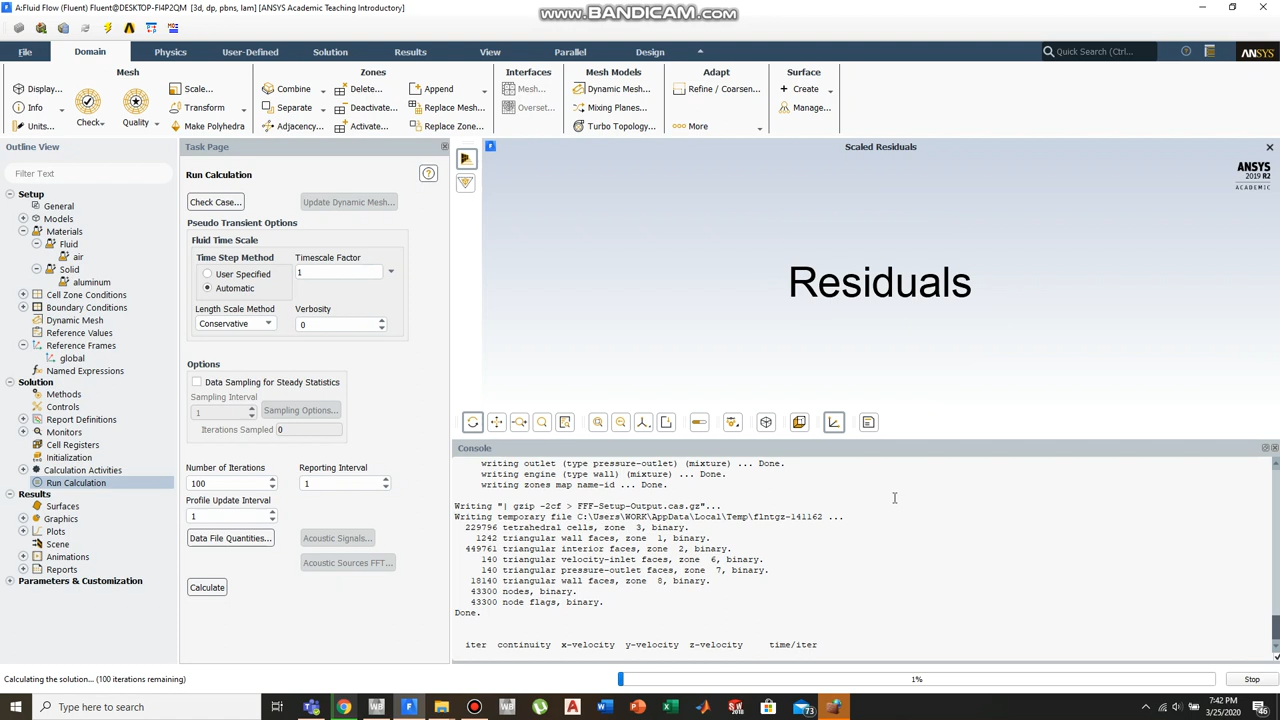 A:Fluid Flow (Fluent) Fluent@DESKTOP-FI4P2QM [3d, dp, pbns, lam] [ANSYS Academic Teaching Introductory]
www.BANDICAM.com
File
Domain
Physics
User-Defined
Solution
Results
View
Parallel
Design
Quick Search (Ctrl...
ANSYS
Mesh
Zones
Interfaces
Mesh Models
Adapt
Surface
Display...
Scale...
Combine
Delete...
Append
Mesh...
Dynamic Mesh...
Refine / Coarsen...
Create
Info
Check
Quality
Transform
Separate
Deactivate...
Replace Mesh...
Overset...
Mixing Planes...
Manage...
Units...
Make Polyhedra
Adjacency...
Activate...
Replace Zone...
Turbo Topology...
More
Outline View
Filter Text
Setup
General
Models
Materials
Fluid
air
Solid
aluminum
Cell Zone Conditions
Boundary Conditions
Dynamic Mesh
Reference Values
Reference Frames
global
Named Expressions
Solution
Methods
Controls
Report Definitions
Monitors
Cell Registers
Initialization
Calculation Activities
Run Calculation
Results
Surfaces
Graphics
Plots
Scene
Animations
Reports
Parameters & Customization
Task Page
Run Calculation
Check Case...
Update Dynamic Mesh...
Pseudo Transient Options
Fluid Time Scale
Time Step Method
Timescale Factor
User Specified
1
Automatic
Length Scale Method
Verbosity
Conservative
0
Options
Data Sampling for Steady Statistics
Sampling Interval
1
Sampling Options...
Iterations Sampled 0
Number of Iterations
Reporting Interval
100
1
Profile Update Interval
1
Data File Quantities...
Acoustic Signals...
Acoustic Sources FFT...
Calculate
Scaled Residuals
ANSYS
2019 R2
ACADEMIC
Residuals
Console
writing outlet (type pressure-outlet) (mixture) ... Done.
writing engine (type wall) (mixture) ... Done.
writing zones map name-id ... Done.
Writing "| gzip -2cf > FFF-Setup-Output.cas.gz"...
Writing temporary file C:\Users\WORK\AppData\Local\Temp\flntgz-141162 ...
229796 tetrahedral cells, zone 3, binary.
1242 triangular wall faces, zone 1, binary.
449761 triangular interior faces, zone 2, binary.
140 triangular velocity-inlet faces, zone 6, binary.
140 triangular pressure-outlet faces, zone 7, binary.
18140 triangular wall faces, zone 8, binary.
43300 nodes, binary.
43300 node flags, binary.
Done.
iter continuity x-velocity y-velocity z-velocity time/iter
Calculating the solution... (100 iterations remaining)
1%
Stop
Type here to search
7:42 PM
3/25/2020